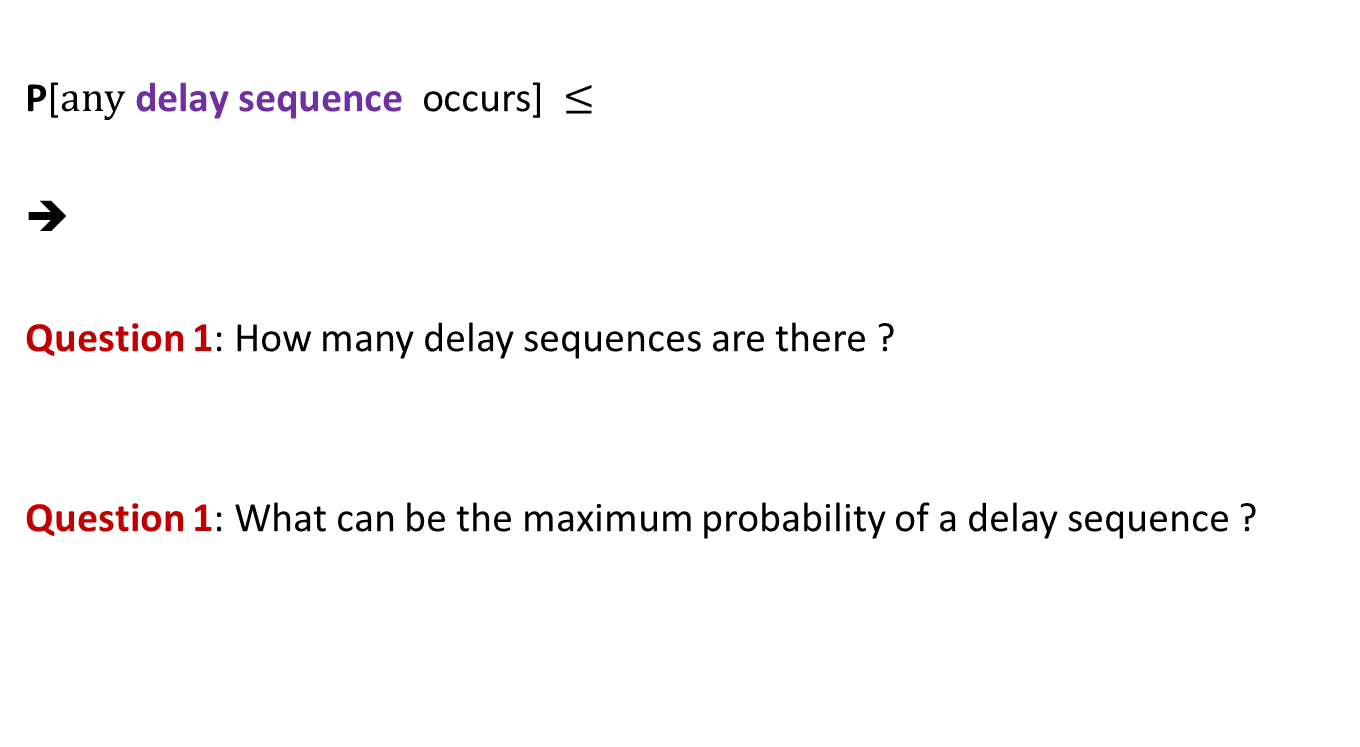 P[any delay sequence occurs] ≤
➔
Question 1: How many delay sequences are there ?
Question 1: What can be the maximum probability of a delay sequence ?